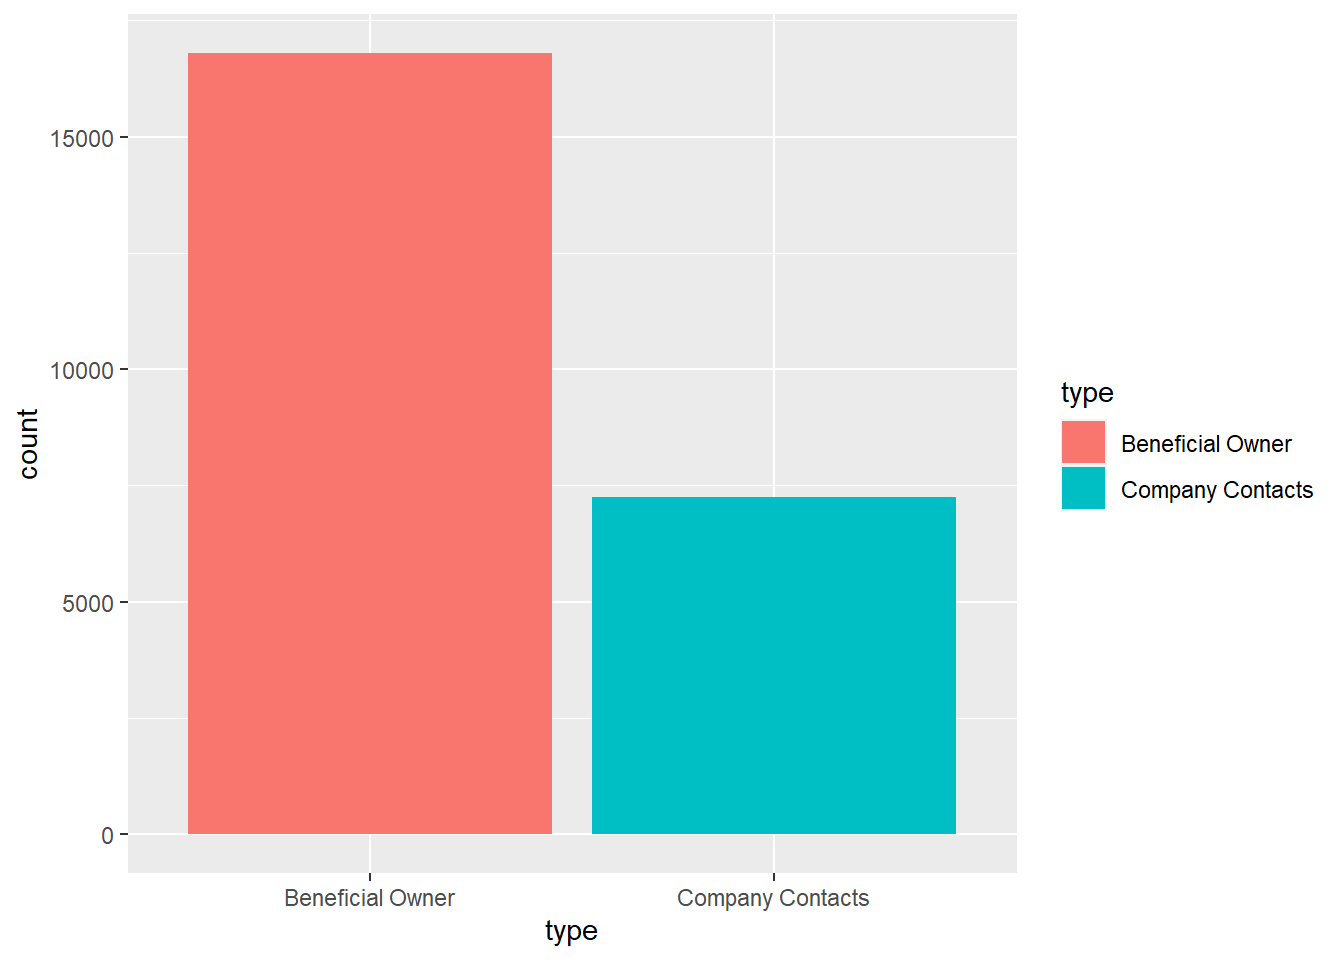 count
15000
10000
5000
0
Beneficial Owner
Company Contacts
type
type
Beneficial Owner
Company Contacts